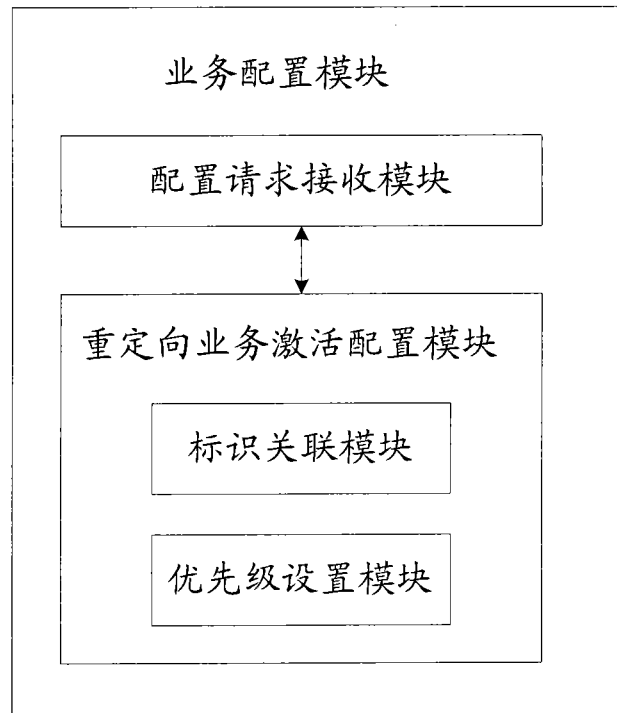 业务配置模块
配置请求接收模块
重定向业务激活配置模块
标识关联模块
优先级设置模块